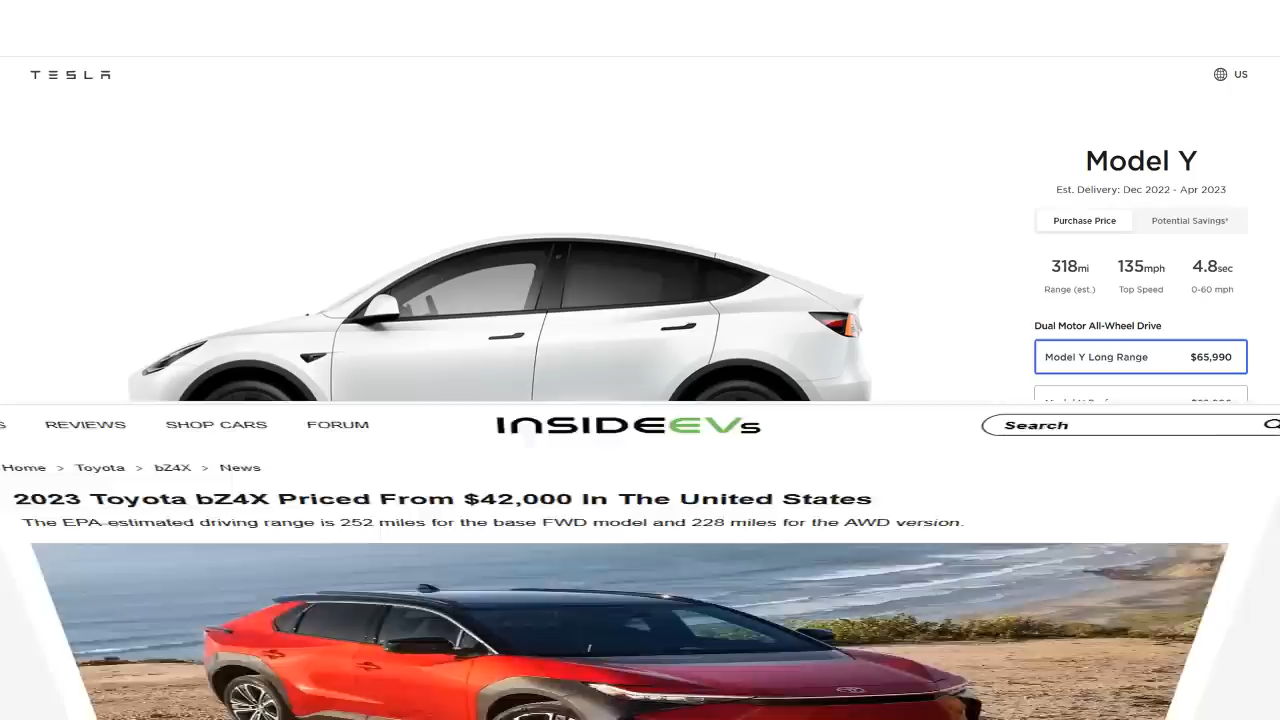 TESLA
US
Model Y
Est. Delivery: Dec 2022 - Apr 2023
Purchase Price Potential Savings*
318mi 135mph 4.8sec
Range (est.) Top Speed 0-60 mph
Dual Motor All-Wheel Drive
Model Y Long Range $65,990
REVIEWS SHOP CARS FORUM INSIDEEVs Search
Home > Toyota > bZ4X > News
2023 Toyota bZ4X Priced From $42,000 In The United States
The EPA-estimated driving range is 252 miles for the base FWD model and 228 miles for the AWD version.